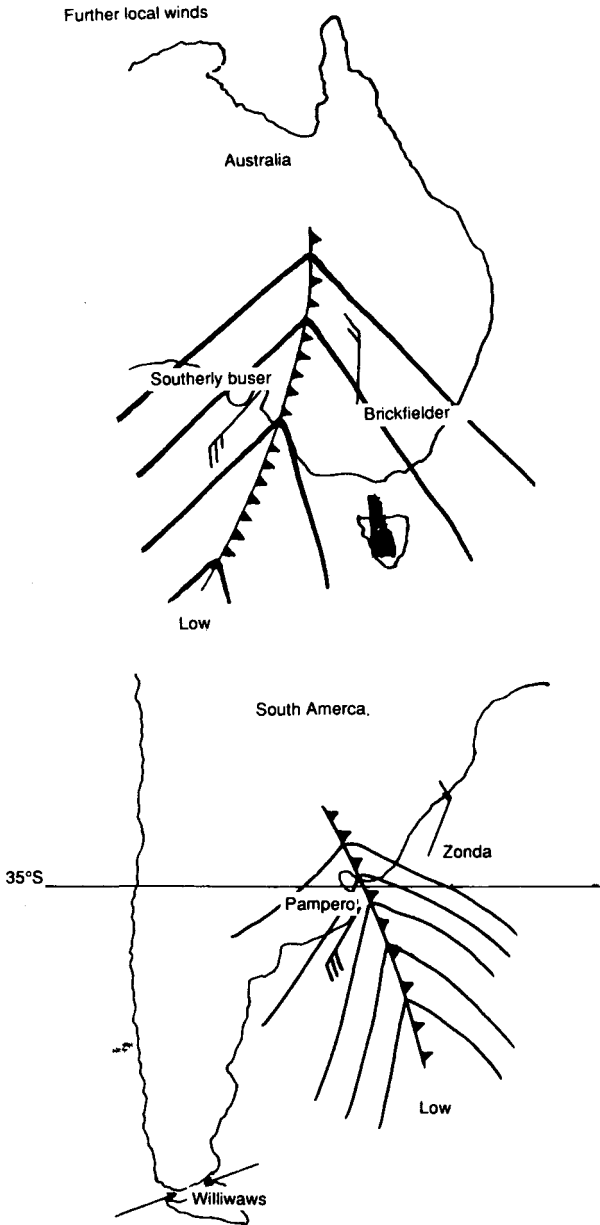 Further local winds
Australia
Southerly buser
Brickfielder
Low
South Amerca.
Zonda
35°S
Pampero
Low
Williwaws